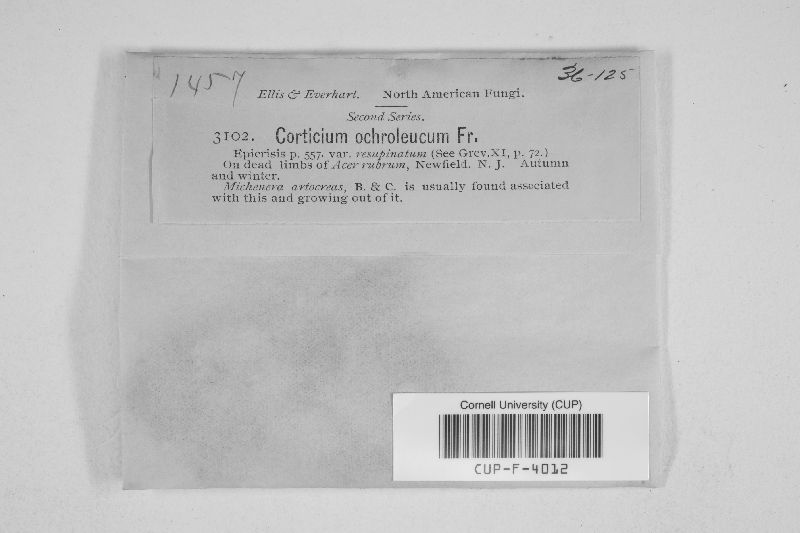 1457
36-125
Ellis & Everhart. North American Fungi.
Second Series.
3102. Corticium ochroleucum Fr.
Epicrisis p. 557. var. resupinatum (See Grev. XI, p. 72.)
On dead limbs of Acer rubrum, Newfield. N. J. Autumn
and winter.
Michenera artocreas, B. & C. is usually found associated
with this and growing out of it.
Cornell University (CUP)
CUP-F-4012